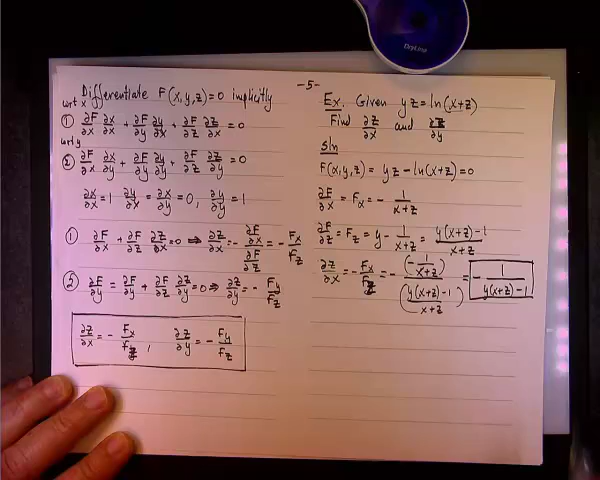 DryLine
-5-
Differentiate F(x,y,z)=0 implicitly
wrt x
① ∂F/∂x ∂x/∂x + ∂F/∂y ∂y/∂x + ∂F/∂z ∂z/∂x = 0
wrt y
② ∂F/∂x ∂x/∂y + ∂F/∂y ∂y/∂y + ∂F/∂z ∂z/∂y = 0
∂x/∂x = 1 ∂y/∂x = ∂x/∂y = 0, ∂y/∂y = 1
① ∂F/∂x + ∂F/∂z ∂z/∂x = 0 ⇒ ∂z/∂x = - (∂F/∂x)/(∂F/∂z) = - Fx/Fz
② ∂F/∂y = ∂F/∂y + ∂F/∂z ∂z/∂y = 0 ⇒ ∂z/∂y = - Fy/Fz
∂z/∂x = - Fx/Fz, ∂z/∂y = - Fy/Fz
Ex. Given yz = ln(x+z)
Find ∂z/∂x and ∂z/∂y
sln
F(x,y,z) = yz - ln(x+z) = 0
∂F/∂x = Fx = - 1/(x+z)
∂F/∂z = Fz = y - 1/(x+z) = (y(x+z)-1)/(x+z)
∂z/∂x = - Fx/Fz = - (-1/(x+z))/((y(x+z)-1)/(x+z)) = - 1/(y(x+z)-1)